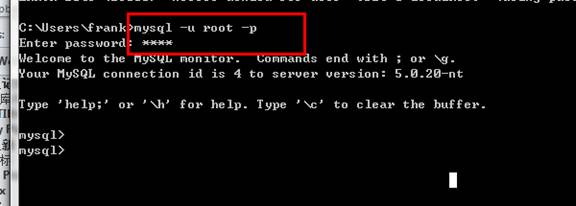 C:\Users\frank>mysql -u root -p
Enter password: ****
Welcome to the MySQL monitor.  Commands end with ; or \g.
Your MySQL connection id is 4 to server version: 5.0.20-nt
Type 'help;' or '\h' for help. Type '\c' to clear the buffer.
mysql>
mysql>